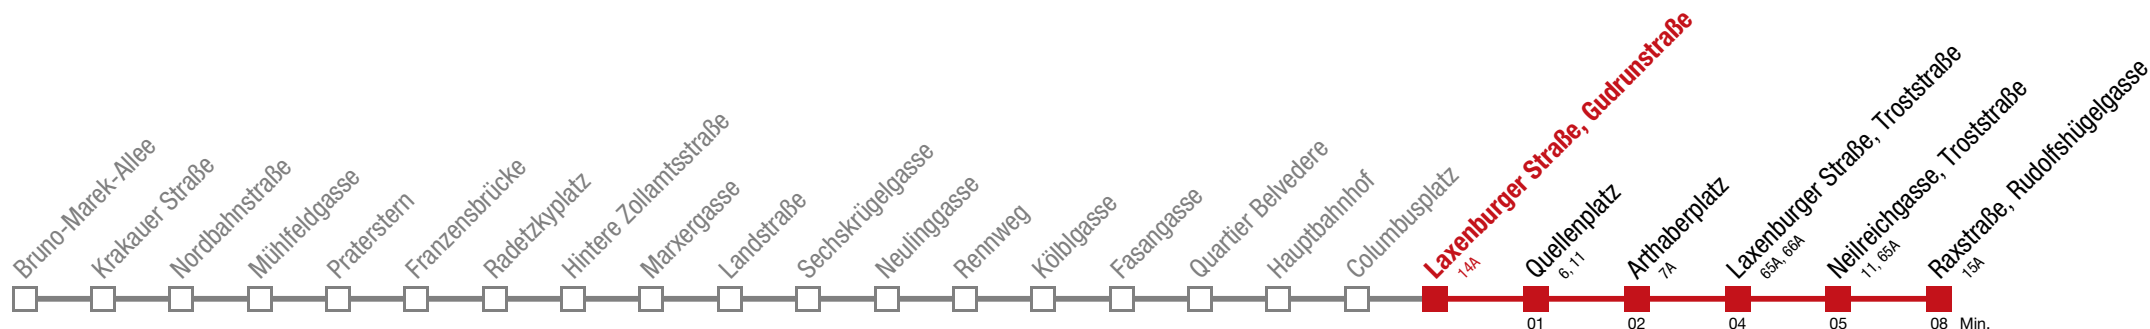 Bruno-Marek-Allee
Krakauer Straße
Nordbahnstraße
Mühlfeldgasse
Praterstern
Franzensbrücke
Radetzkyplatz
Hintere Zollamtsstraße
Marxergasse
Landstraße
Sechskrügelgasse
Neulinggasse
Rennweg
Kölblgasse
Fasangasse
Quartier Belvedere
Hauptbahnhof
Columbusplatz
Laxenburger Straße, Gudrunstraße
14A
Quellenplatz
6, 11
Arthaberplatz
7A
Laxenburger Straße, Troststraße
65A, 66A
Neilreichgasse, Troststraße
11, 65A
Raxstraße, Rudolfshügelgasse
15A
01 02 04 05 08 Min.